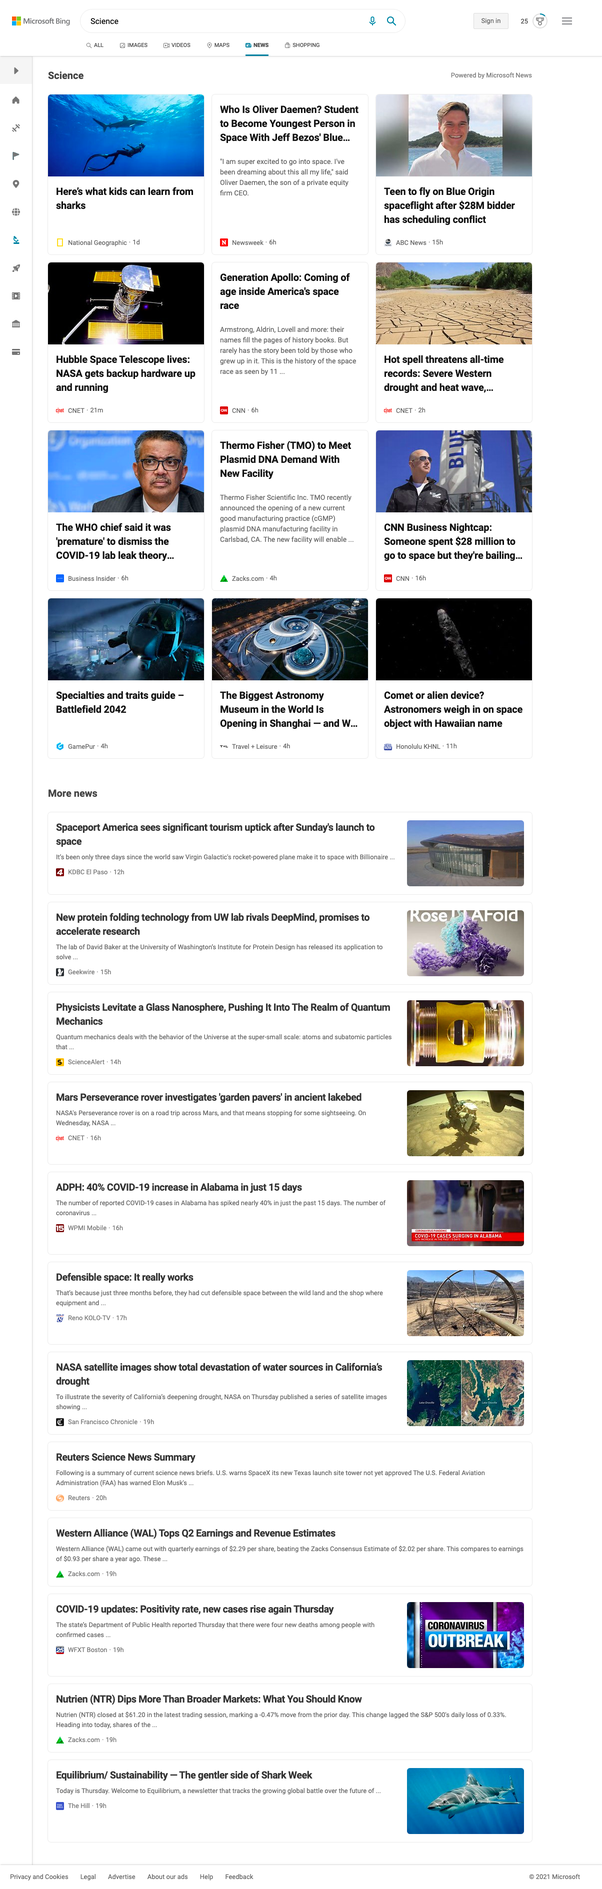 Microsoft Bing
Science
Sign in
25
ALL
IMAGES
VIDEOS
MAPS
NEWS
SHOPPING
Science
Powered by Microsoft News
Here's what kids can learn from
sharks
National Geographic · 1d
Who Is Oliver Daemen? Student
to Become Youngest Person in
Space With Jeff Bezos' Blue...
"I am super excited to go into space. I've
been dreaming about this all my life," said
Oliver Daemen, the son of a private equity
firm CEO.
Newsweek · 6h
Teen to fly on Blue Origin
spaceflight after $28M bidder
has scheduling conflict
ABC News · 15h
Hubble Space Telescope lives:
NASA gets backup hardware up
and running
CNET · 21m
Generation Apollo: Coming of
age inside America's space
race
Armstrong, Aldrin, Lovell and more: their
names fill the pages of history books. But
rarely has the story been told by those who
grew up in it. This is the history of the space
race as seen by 11 ...
CNN · 6h
Hot spell threatens all-time
records: Severe Western
drought and heat wave,...
CNET · 2h
The WHO chief said it was
'premature' to dismiss the
COVID-19 lab leak theory...
Business Insider · 6h
Thermo Fisher (TMO) to Meet
Plasmid DNA Demand With
New Facility
Thermo Fisher Scientific Inc. TMO recently
announced the opening of a new current
good manufacturing practice (cGMP)
plasmid DNA manufacturing facility in
Carlsbad, CA. The new facility will enable ...
Zacks.com · 4h
BLUE
CNN Business Nightcap:
Someone spent $28 million to
go to space but they're bailing...
CNN · 16h
Specialties and traits guide –
Battlefield 2042
GamePur · 4h
The Biggest Astronomy
Museum in the World Is
Opening in Shanghai — and W...
Travel + Leisure · 4h
Comet or alien device?
Astronomers weigh in on space
object with Hawaiian name
Honolulu KHNL · 11h
More news
Spaceport America sees significant tourism uptick after Sunday's launch to
space
It's been only three days since the world saw Virgin Galactic's rocket-powered plane make it to space with Billionaire ...
KDBC El Paso · 12h
New protein folding technology from UW lab rivals DeepMind, promises to
accelerate research
The lab of David Baker at the University of Washington's Institute for Protein Design has released its application to
solve ...
Geekwire · 15h
RoseTTAFold
Physicists Levitate a Glass Nanosphere, Pushing It Into The Realm of Quantum
Mechanics
Quantum mechanics deals with the behavior of the Universe at the super-small scale: atoms and subatomic particles
that ...
ScienceAlert · 14h
Mars Perseverance rover investigates 'garden pavers' in ancient lakebed
NASA's Perseverance rover is on a road trip across Mars, and that means stopping for some sightseeing. On
Wednesday, NASA ...
CNET · 16h
ADPH: 40% COVID-19 increase in Alabama in just 15 days
The number of reported COVID-19 cases in Alabama has spiked nearly 40% in just the past 15 days. The number of
coronavirus ...
WPMI Mobile · 16h
COVID-19 CASES SURGING IN ALABAMA
Defensible space: It really works
That's because just three months before, they had cut defensible space between the wild land and the shop where
equipment and ...
Reno KOLO-TV · 17h
NASA satellite images show total devastation of water sources in California's
drought
To illustrate the severity of California's deepening drought, NASA on Thursday published a series of satellite images
showing ...
San Francisco Chronicle · 19h
Reuters Science News Summary
Following is a summary of current science news briefs. U.S. warns SpaceX its new Texas launch site tower not yet approved The U.S. Federal Aviation
Administration (FAA) has warned Elon Musk's ...
Reuters · 20h
Western Alliance (WAL) Tops Q2 Earnings and Revenue Estimates
Western Alliance (WAL) came out with quarterly earnings of $2.29 per share, beating the Zacks Consensus Estimate of $2.02 per share. This compares to earnings
of $0.93 per share a year ago. These ...
Zacks.com · 19h
COVID-19 updates: Positivity rate, new cases rise again Thursday
The state's Department of Public Health reported Thursday that there were four new deaths among people with
confirmed cases ...
WFXT Boston · 19h
CORONAVIRUS
OUTBREAK
Nutrien (NTR) Dips More Than Broader Markets: What You Should Know
Nutrien (NTR) closed at $61.20 in the latest trading session, marking a -0.47% move from the prior day. This change lagged the S&P 500's daily loss of 0.33%.
Heading into today, shares of the ...
Zacks.com · 19h
Equilibrium/ Sustainability — The gentler side of Shark Week
Today is Thursday. Welcome to Equilibrium, a newsletter that tracks the growing global battle over the future of ...
The Hill · 19h
Privacy and Cookies
Legal
Advertise
About our ads
Help
Feedback
© 2021 Microsoft